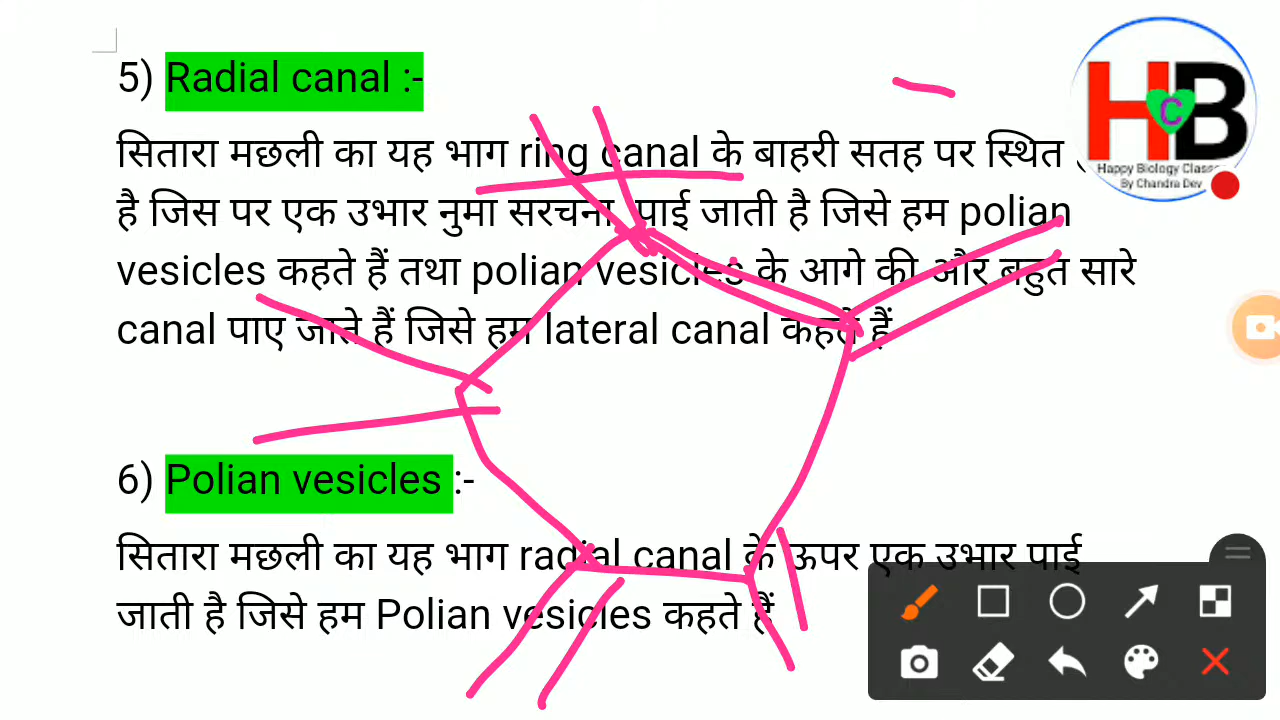 5) Radial canal :-
सितारा मछली का यह भाग ring canal के बाहरी सतह पर स्थित
है जिस पर एक उभार नुमा सरचना पाई जाती है जिसे हम polian
vesicles कहते हैं तथा polian vesicles के आगे की और बहुत सारे
canal पाए जाते हैं जिसे हम lateral canal कहते हैं
6) Polian vesicles :-
सितारा मछली का यह भाग radial canal के ऊपर एक उभार पाई
जाती है जिसे हम Polian vesicles कहते हैं
HCB
Happy Biology Classes
By Chandra Dev